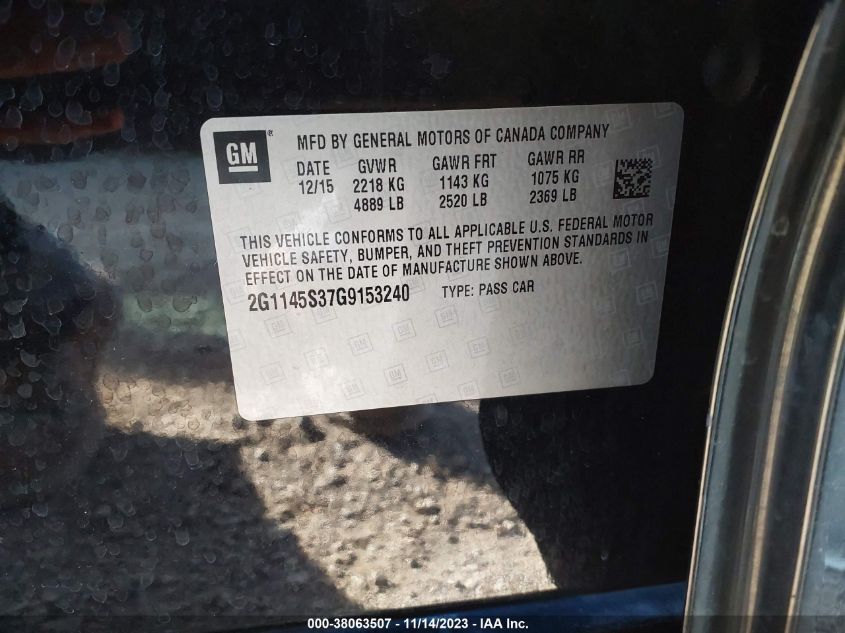 GM ® MFD BY GENERAL MOTORS OF CANADA COMPANY
DATE GVWR GAWR FRT GAWR RR
12/15 2218 KG 1143 KG 1075 KG
4889 LB 2520 LB 2369 LB
THIS VEHICLE CONFORMS TO ALL APPLICABLE U.S. FEDERAL MOTOR
VEHICLE SAFETY, BUMPER, AND THEFT PREVENTION STANDARDS IN
EFFECT ON THE DATE OF MANUFACTURE SHOWN ABOVE.
2G1145S37G9153240 TYPE: PASS CAR
000-38063507 - 11/14/2023 - IAA Inc.